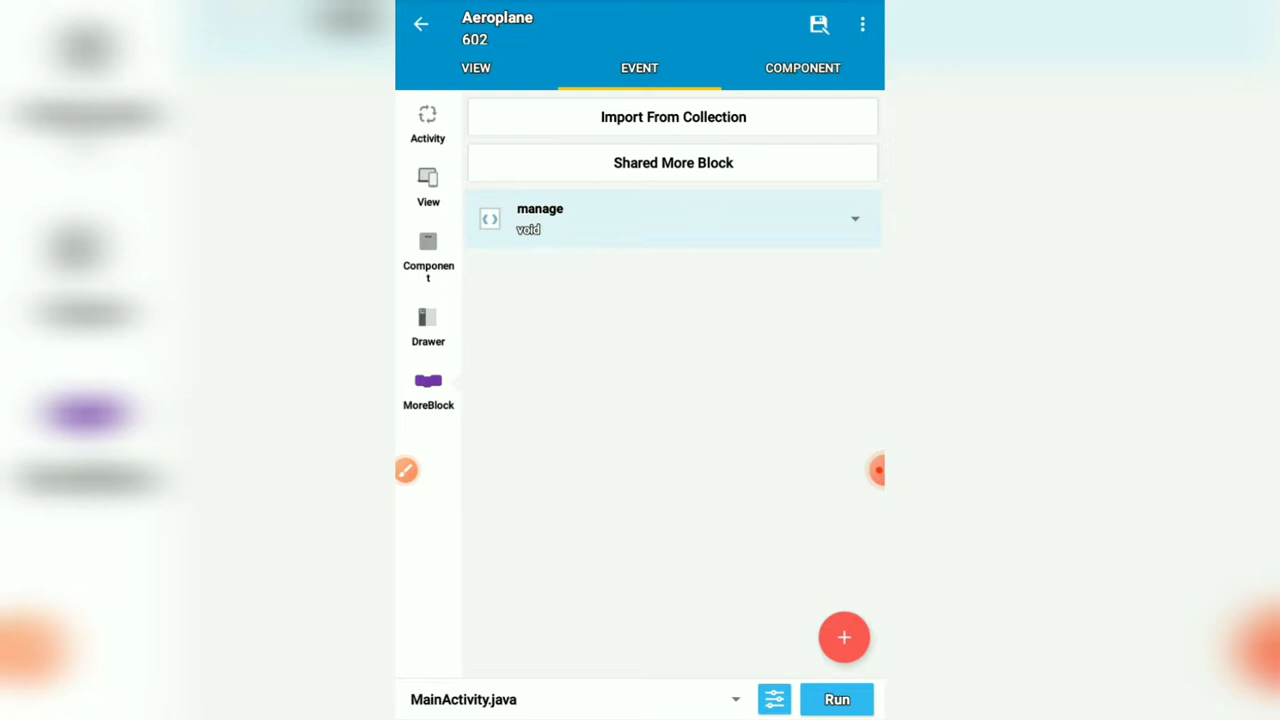 Aeroplane
602
VIEW
EVENT
COMPONENT
Activity
View
Componen
t
Drawer
MoreBlock
Import From Collection
Shared More Block
manage
void
MainActivity.java
Run